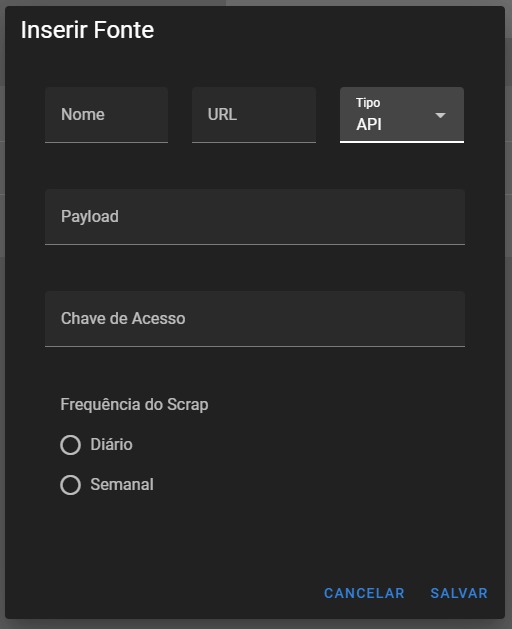 Inserir Fonte
Nome
URL
Tipo
API
Payload
Chave de Acesso
Frequência do Scrap
Diário
Semanal
CANCELAR SALVAR